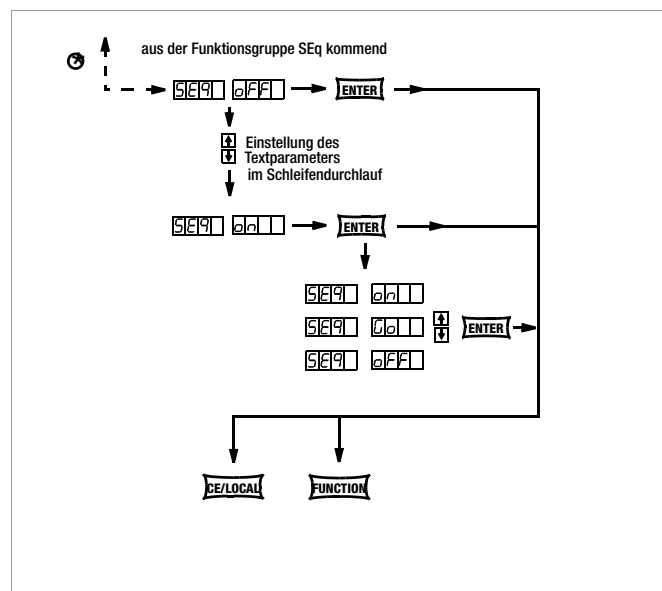 aus der Funktionsgruppe SEq kommend
SEq oFF ENTER
Einstellung des
Textparameters
im Schleifendurchlauf
SEq on ENTER
SEq on
SEq Go ENTER
SEq oFF
CE/LOCAL FUNCTION